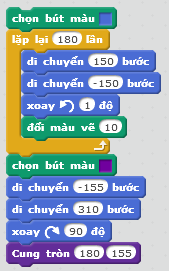 chọn bút màu
lặp lại 180 lần
di chuyển 150 bước
di chuyển -150 bước
xoay 1 độ
đổi màu vẽ 10
chọn bút màu
di chuyển -155 bước
di chuyển 310 bước
xoay 90 độ
Cung tròn 180 155